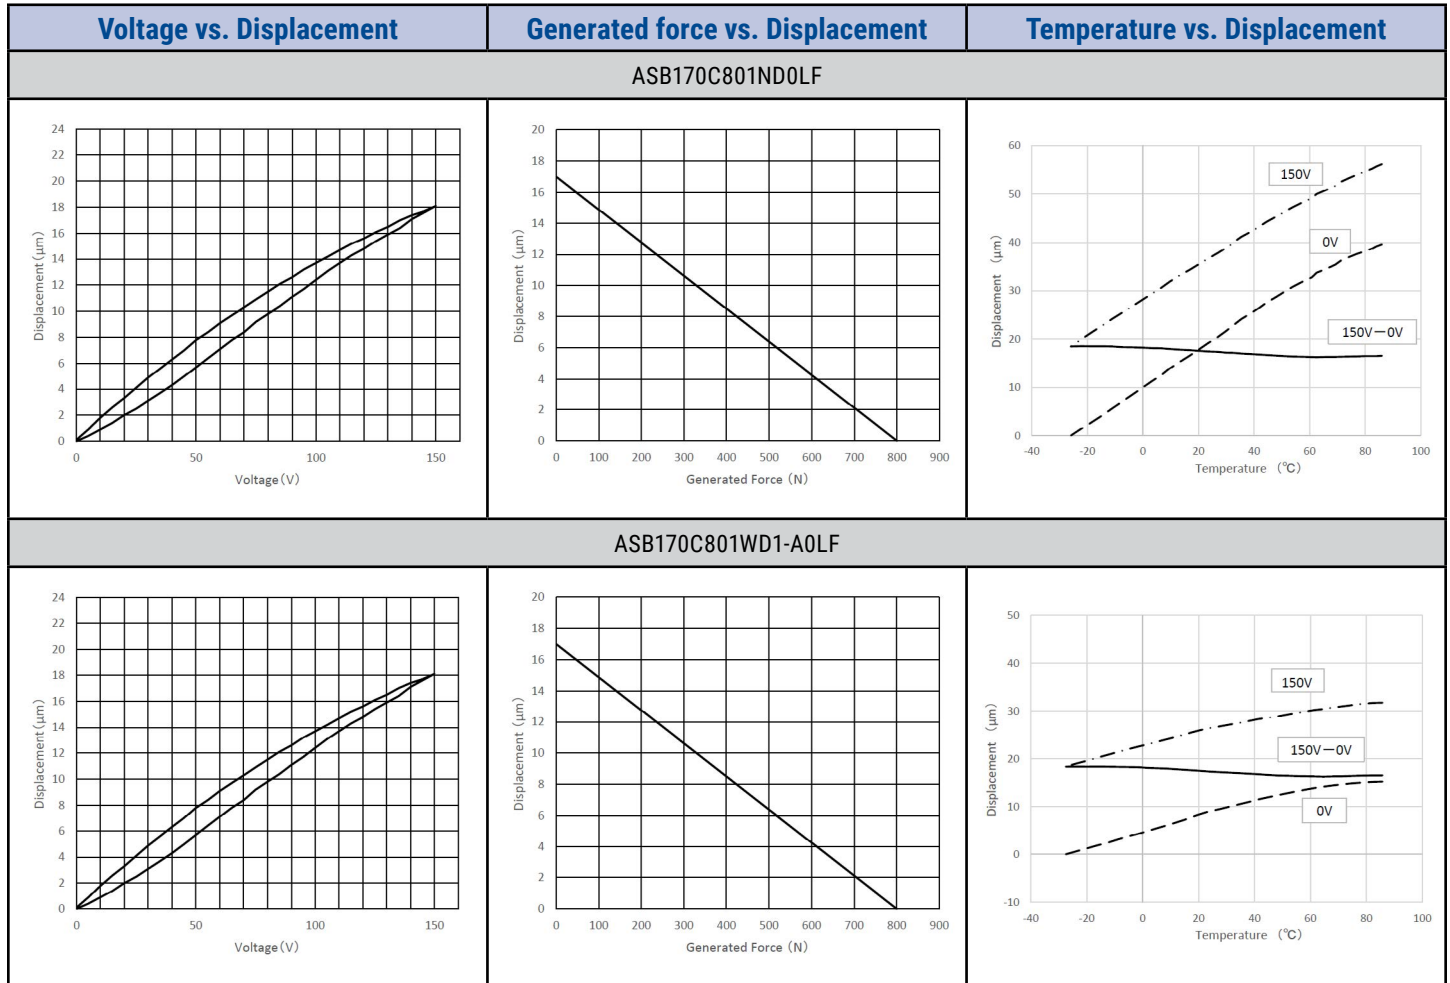 Voltage vs. Displacement
Generated force vs. Displacement
Temperature vs. Displacement
ASB170C801ND0LF
24
22
20
18
16
14
12
10
8
6
4
2
0
Displacement (μm)
0 50 100 150
Voltage (V)
20
18
16
14
12
10
8
6
4
2
0
Displacement (μm)
0 100 200 300 400 500 600 700 800 900
Generated Force (N)
60
50
40
30
20
10
0
Displacement (μm)
150V
0V
150V－0V
-40 -20 0 20 40 60 80 100
Temperature (℃)
ASB170C801WD1-A0LF
24
22
20
18
16
14
12
10
8
6
4
2
0
Displacement (μm)
0 50 100 150
Voltage (V)
20
18
16
14
12
10
8
6
4
2
0
Displacement (μm)
0 100 200 300 400 500 600 700 800 900
Generated Force (N)
50
40
30
20
10
0
-10
Displacement (μm)
150V
150V－0V
0V
-40 -20 0 20 40 60 80 100
Temperature (℃)